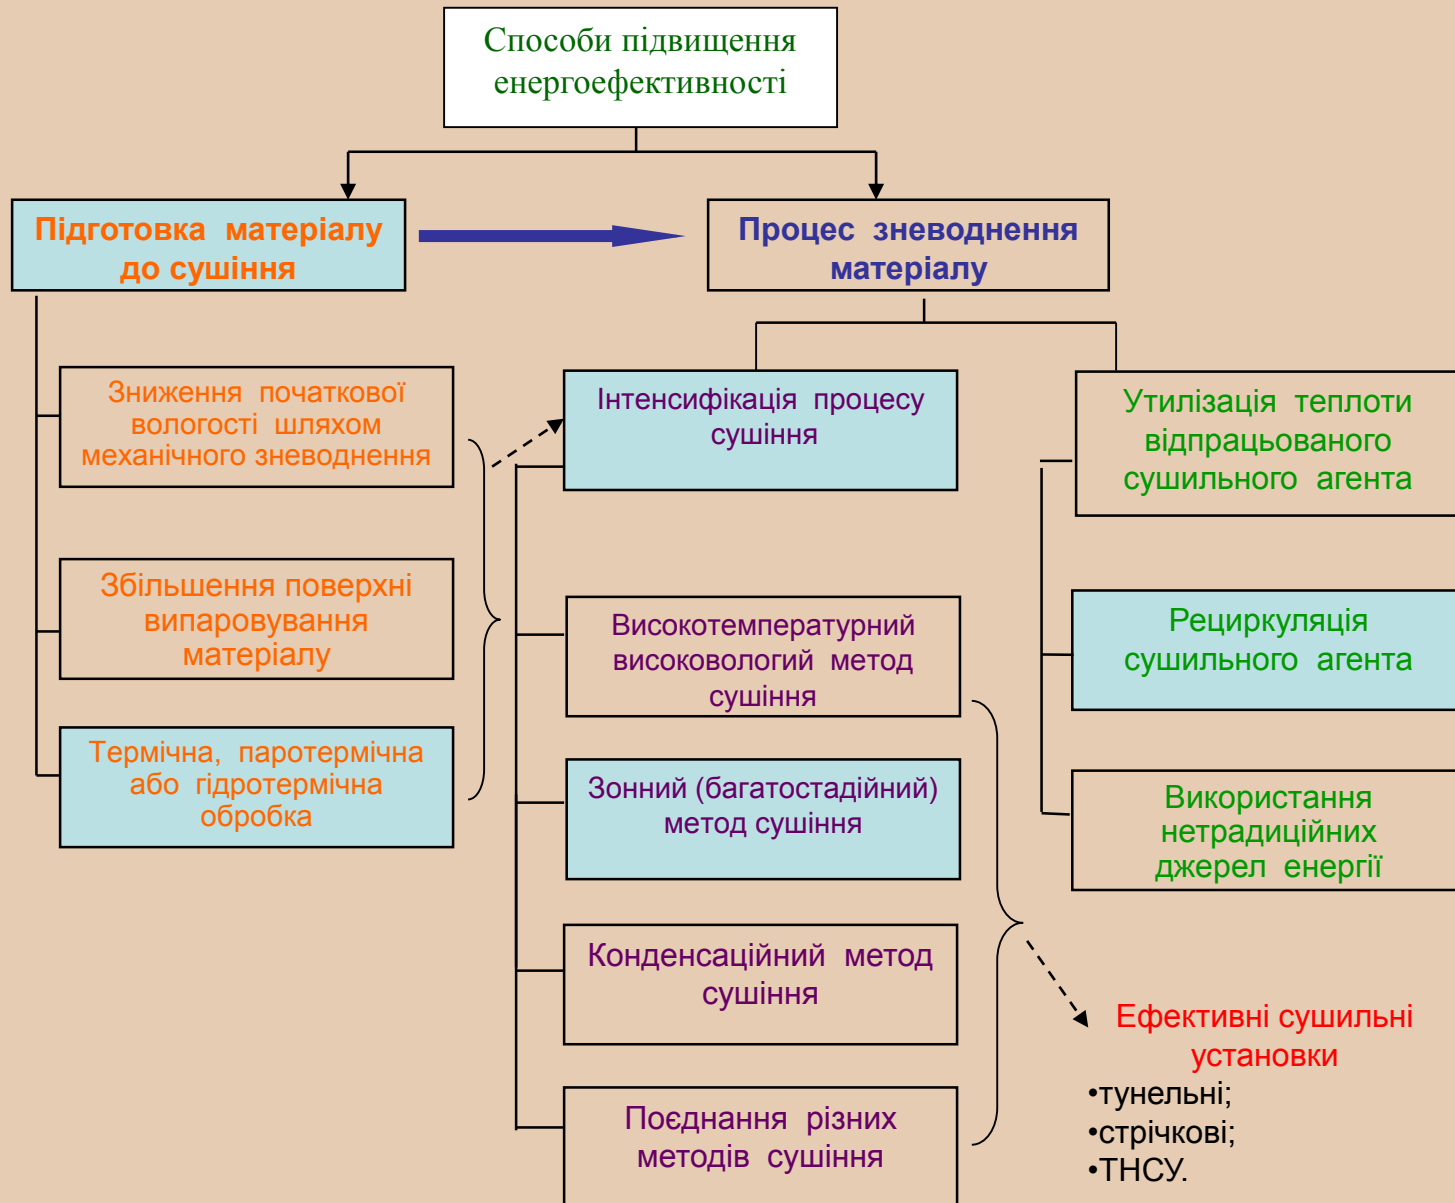 Способи підвищення
енергоефективності
Підготовка матеріалу
до сушіння
Процес зневоднення
матеріалу
Зниження початкової
вологості шляхом
механічного зневоднення
Збільшення поверхні
випаровування
матеріалу
Термічна, паротермічна
або гідротермічна
обробка
Інтенсифікація процесу
сушіння
Високотемпературний
високовологий метод
сушіння
Зонний (багатостадійний)
метод сушіння
Конденсаційний метод
сушіння
Поєднання різних
методів сушіння
Утилізація теплоти
відпрацьованого
сушильного агента
Рециркуляція
сушильного агента
Використання
нетрадиційних
джерел енергії
Ефективні сушильні
установки
•тунельні;
•стрічкові;
•ТНСУ.